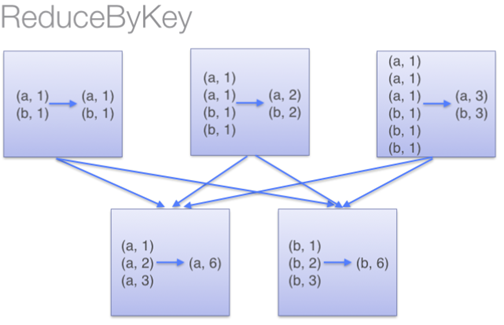 ReduceByKey
(a, 1) (a, 1)
(b, 1) (b, 1)
(a, 1)
(a, 1) (a, 2)
(b, 1) (b, 2)
(b, 1)
(a, 1)
(a, 1)
(a, 1) (a, 3)
(b, 1) (b, 3)
(b, 1)
(b, 1)
(a, 1)
(a, 2) (a, 6)
(a, 3)
(b, 1)
(b, 2) (b, 6)
(b, 3)